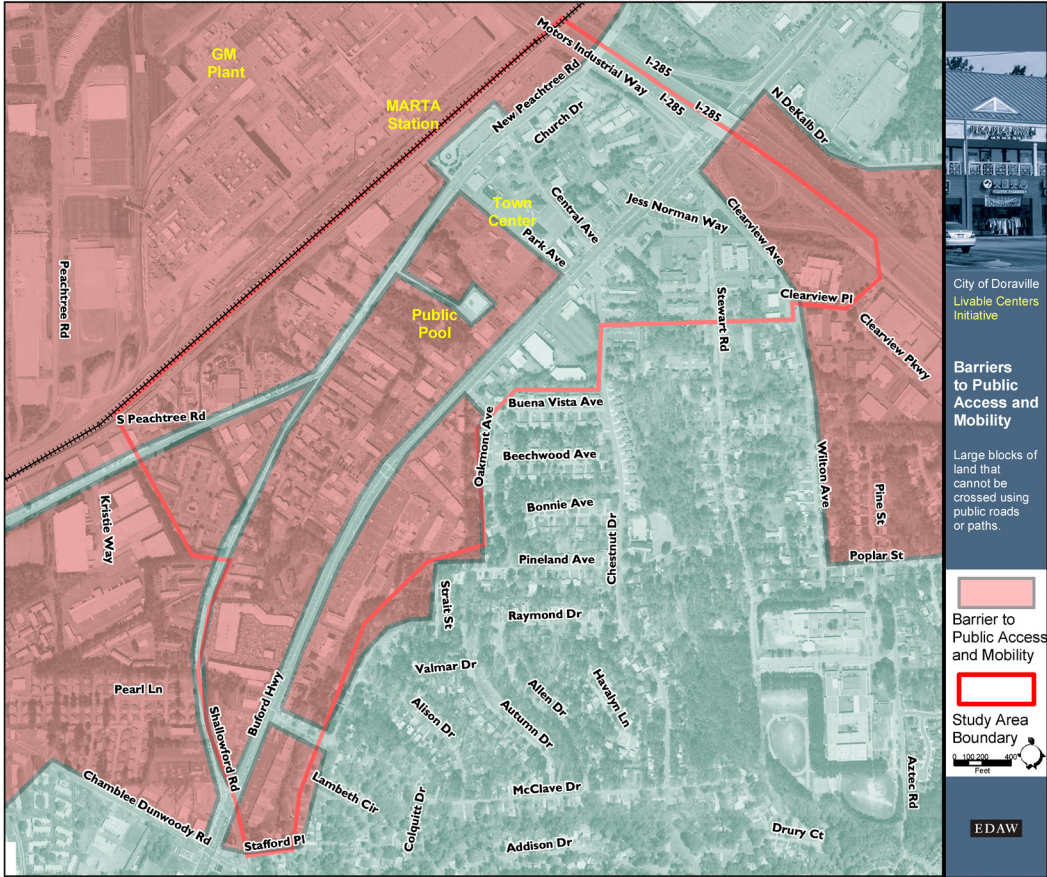 GM
Plant
MARTA
Station
Motors Industrial Way
I-285
I-285
I-285
New Peachtree Rd
Church Dr
N DeKalb Dr
Town
Center
Central Ave
Park Ave
Jess Norman Way
Clearview Ave
Peachtree Rd
Public
Pool
Stewart Rd
Clearview Pl
Clearview Pkwy
S Peachtree Rd
Buena Vista Ave
Oakmont Ave
Beechwood Ave
Wilton Ave
Kristie Way
Bonnie Ave
Pine St
Chestnut Dr
Pineland Ave
Poplar St
Strait St
Raymond Dr
Valmar Dr
Pearl Ln
Buford Hwy
Shallowford Rd
Alison Dr
Autumn Dr
Allen Dr
Havalyn Ln
Chamblee Dunwoody Rd
Lambeth Cir
Stafford Pl
Colquitt Dr
McClave Dr
Addison Dr
Drury Ct
Aztec Rd
City of Doraville
Livable Centers
Initiative
Barriers
to Public
Access and
Mobility
Large blocks of
land that
cannot be
crossed using
public roads
or paths.
Barrier to
Public Access
and Mobility
Study Area
Boundary
0 100 200 400
Feet
EDAW